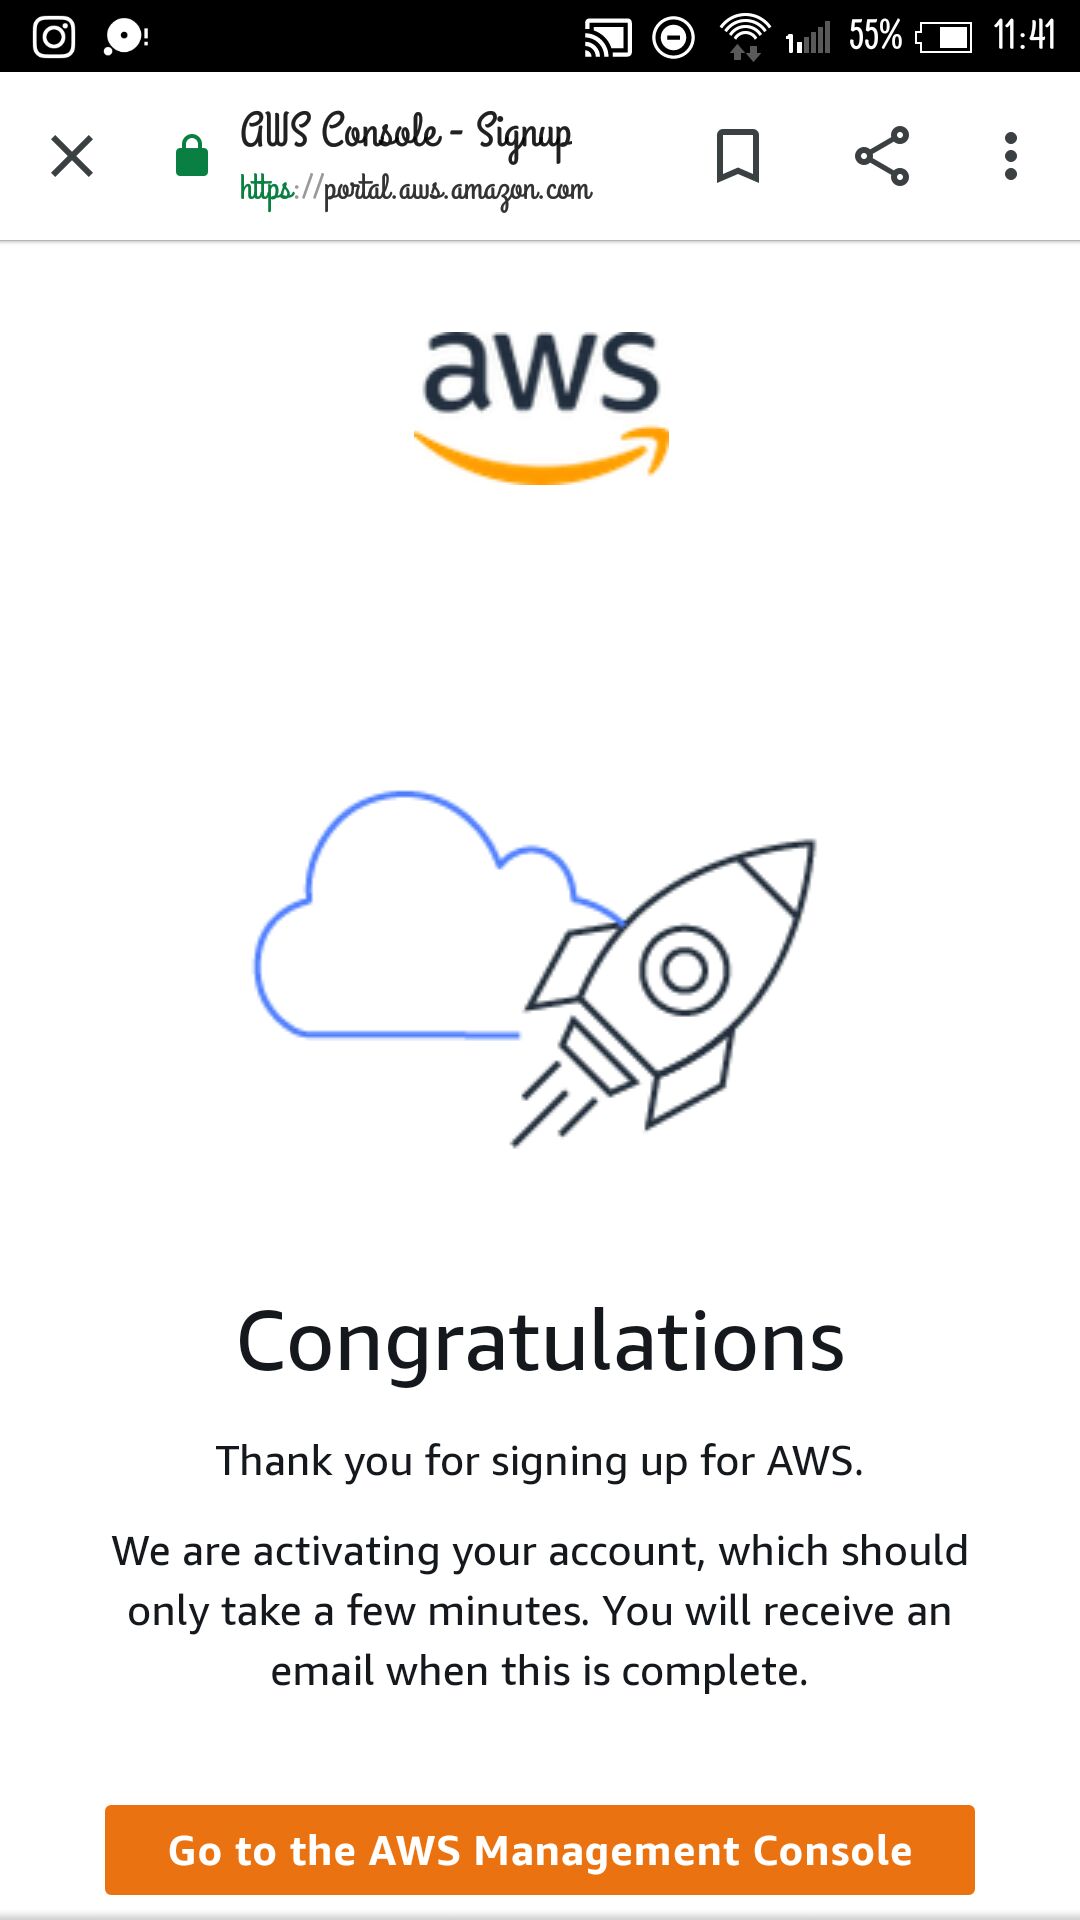 55% 11:41
AWS Console - Signup
https://portal.aws.amazon.com
aws
Congratulations
Thank you for signing up for AWS.
We are activating your account, which should
only take a few minutes. You will receive an
email when this is complete.
Go to the AWS Management Console